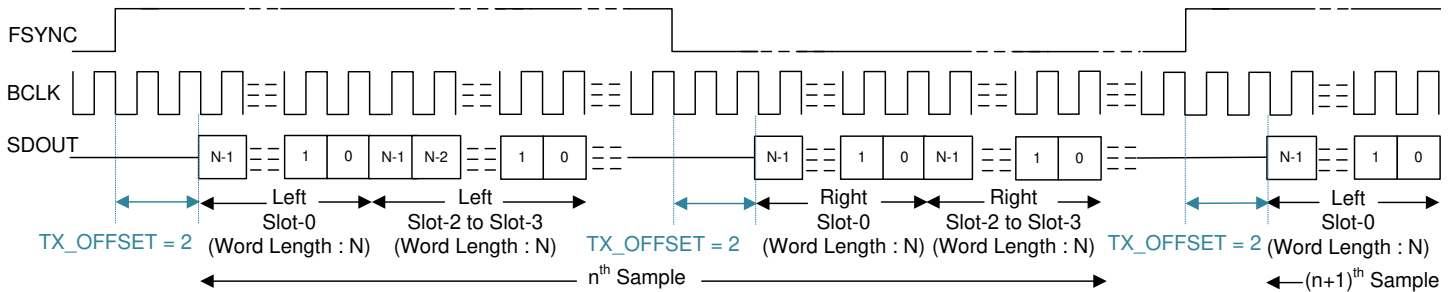 FSYNC
BCLK
SDOUT
N-1 1 0 N-1 N-2 1 0 N-1 1 0 N-1 1 0 N-1 1 0
Left Left Right Right Left
Slot-0 Slot-2 to Slot-3 Slot-0 Slot-2 to Slot-3 Slot-0
TX_OFFSET = 2 (Word Length : N) (Word Length : N) TX_OFFSET = 2 (Word Length : N) (Word Length : N) TX_OFFSET = 2 (Word Length : N)
nth Sample (n+1)th Sample